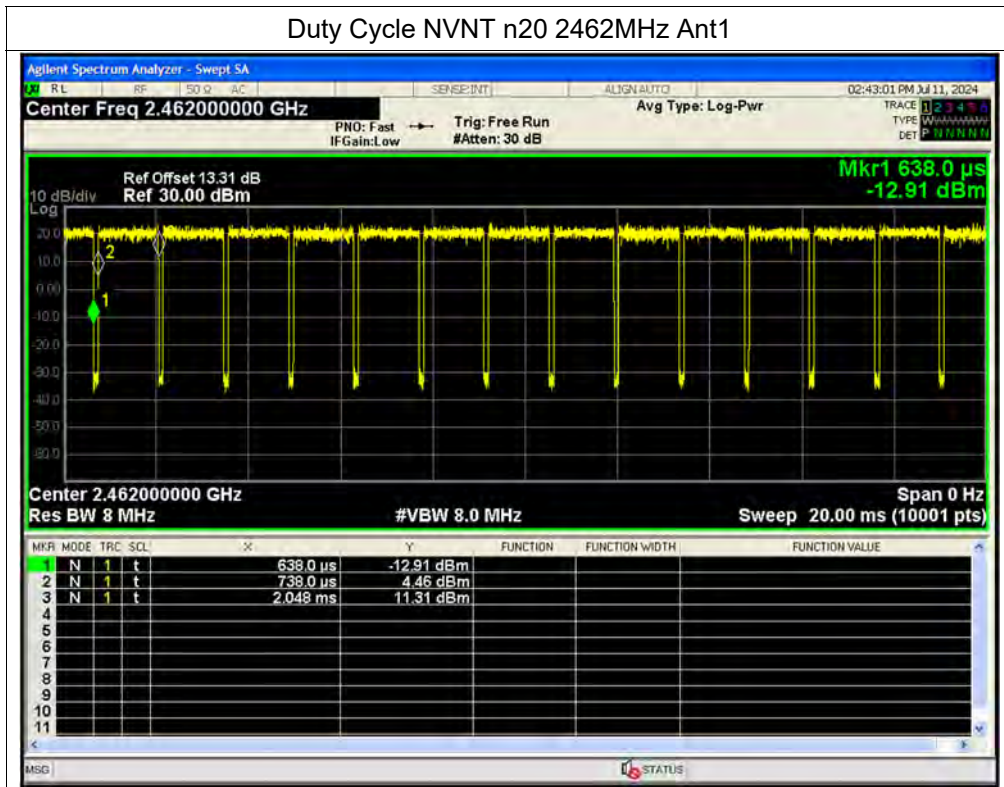 Duty Cycle NVNT n20 2462MHz Ant1
Agilent Spectrum Analyzer - Swept SA
RL RF 50 Ω AC SENSE:INT ALIGN AUTO 02:43:01 PM Jul 11, 2024
Center Freq 2.462000000 GHz Avg Type: Log-Pwr TRACE 1 2 3 4 5 6
PNO: Fast Trig: Free Run TYPE W
IFGain:Low #Atten: 30 dB DET P N N N N N
Mkr1 638.0 µs
Ref Offset 13.31 dB
10 dB/div Ref 30.00 dBm -12.91 dBm
Log
20.0
10.0
0.00
-10.0
-20.0
-30.0
-40.0
-50.0
-60.0
2
1
Center 2.462000000 GHz Span 0 Hz
Res BW 8 MHz #VBW 8.0 MHz Sweep 20.00 ms (10001 pts)
MKR MODE TRC SCL X Y FUNCTION FUNCTION WIDTH FUNCTION VALUE
1 N 1 t 638.0 µs -12.91 dBm
2 N 1 t 738.0 µs 4.46 dBm
3 N 1 t 2.048 ms 11.31 dBm
4
5
6
7
8
9
10
11
MSG STATUS